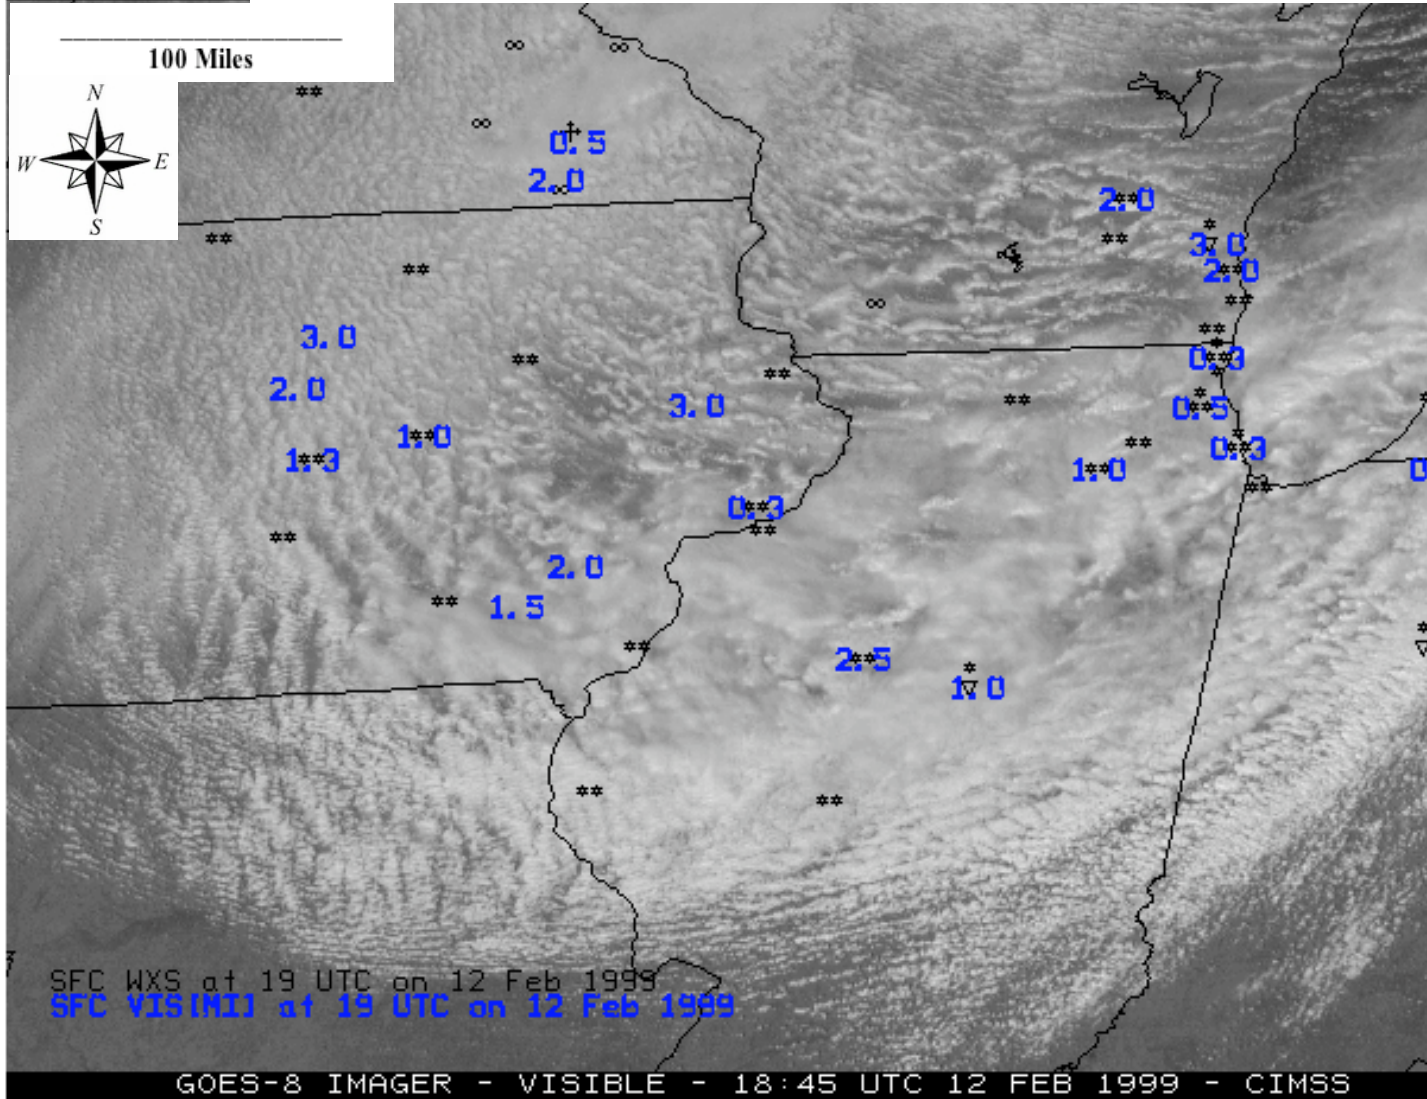 100 Miles
N
W E
S
0.5
2.0
2.0
3.0
2.0
3.0
0.3
2.0
3.0
0.5
1.0
1.3
0.3
1.0
0
0.3
2.0
1.5
2.5
1.0
SFC WXS at 19 UTC on 12 Feb 1999
SFC VIS[MI] at 19 UTC on 12 Feb 1999
GOES-8 IMAGER - VISIBLE - 18:45 UTC 12 FEB 1999 - CIMSS